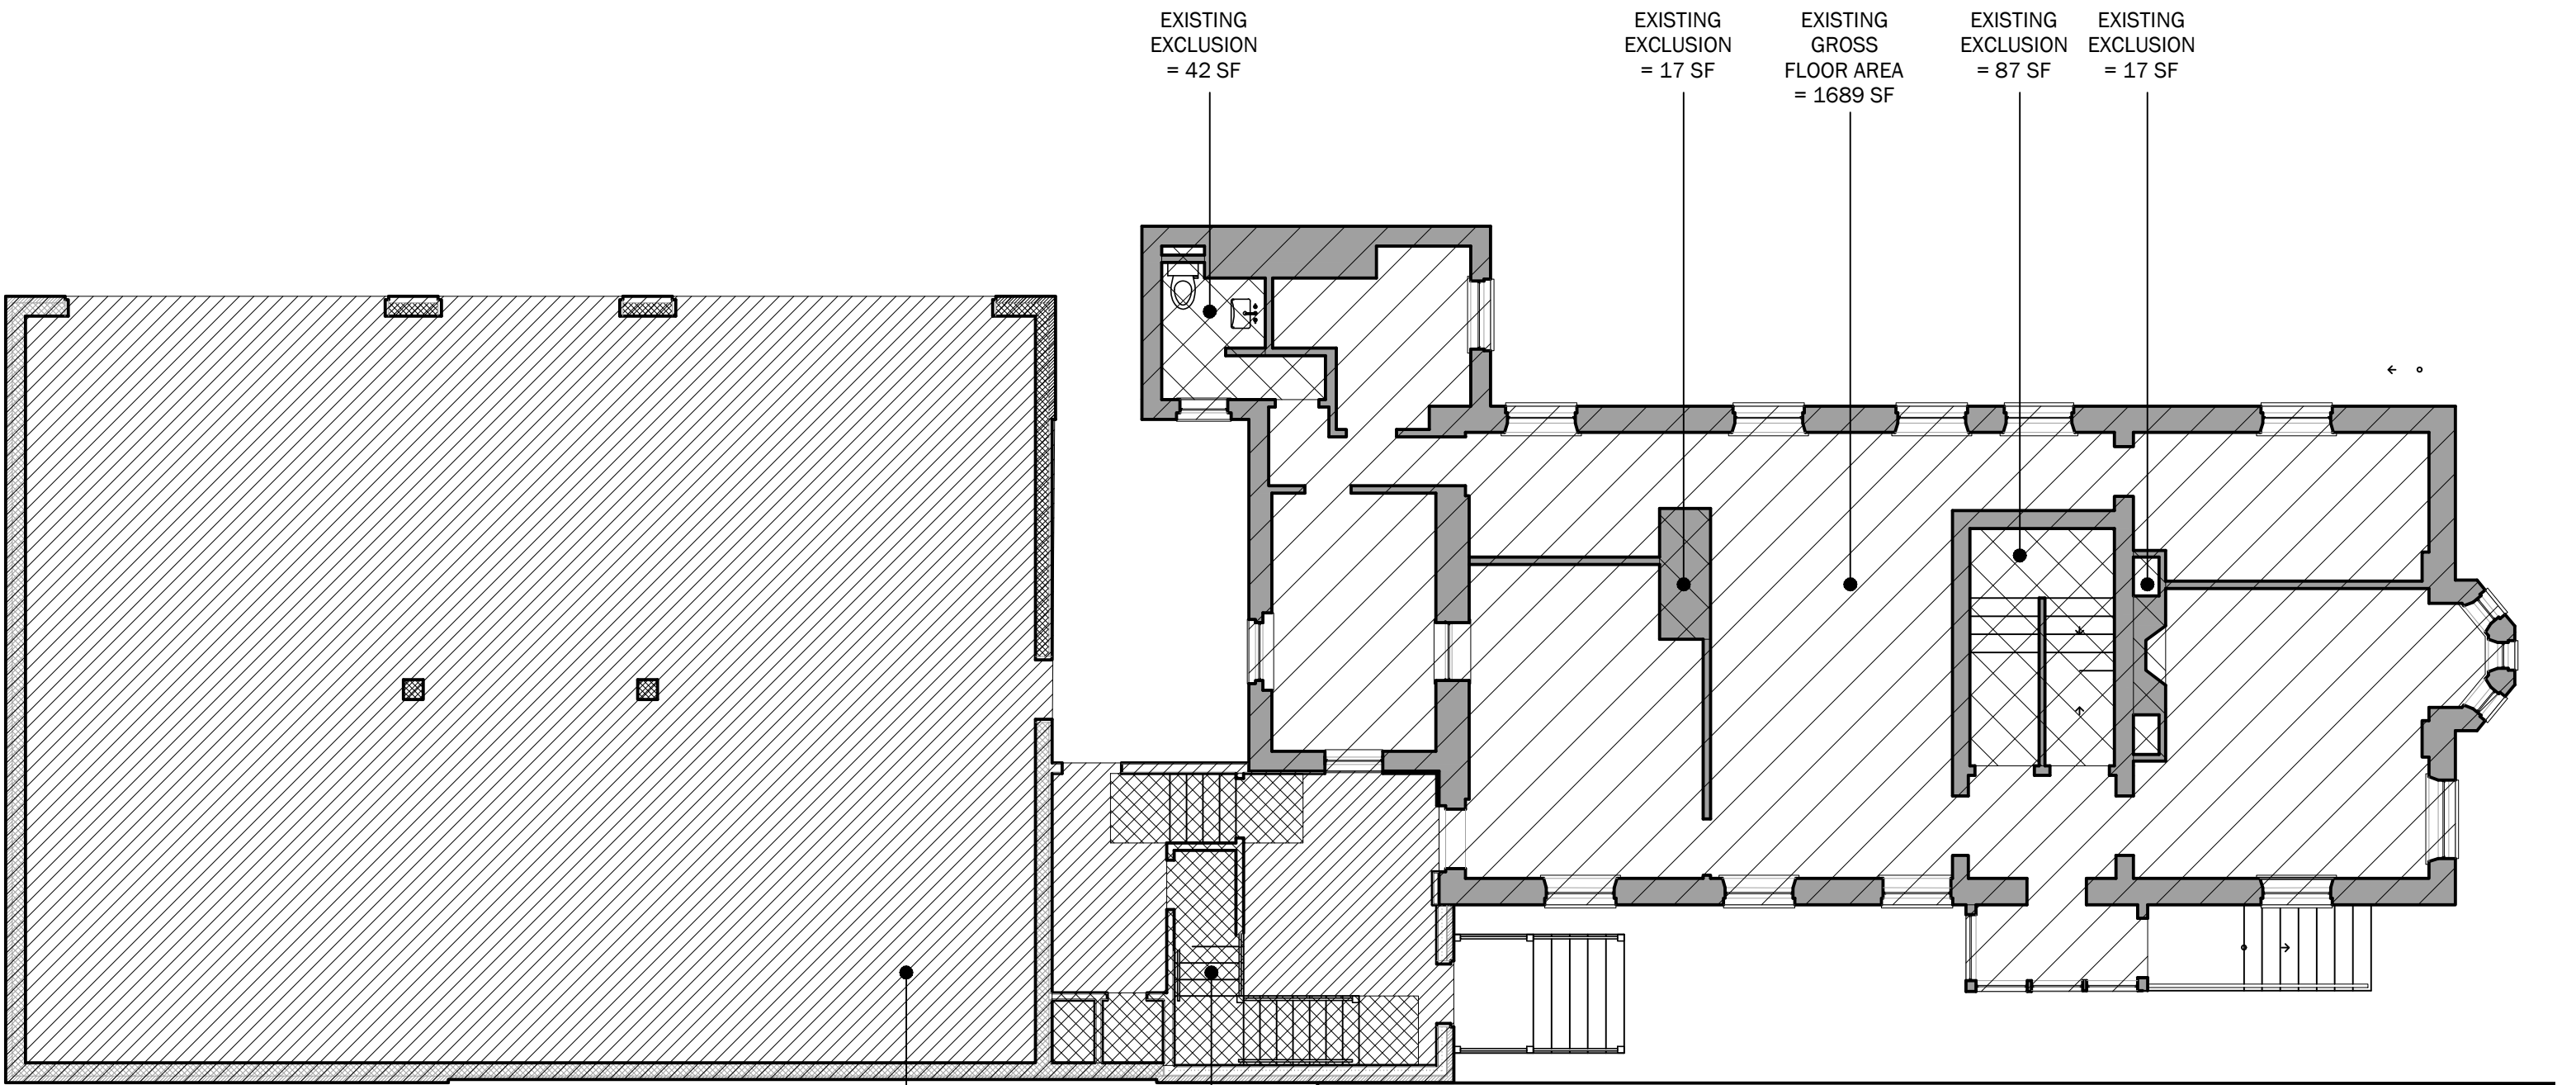 EXISTING
EXCLUSION
= 42 SF
EXISTING
EXCLUSION
= 17 SF
EXISTING
GROSS
FLOOR AREA
= 1689 SF
EXISTING
EXCLUSION
= 87 SF
EXISTING
EXCLUSION
= 17 SF